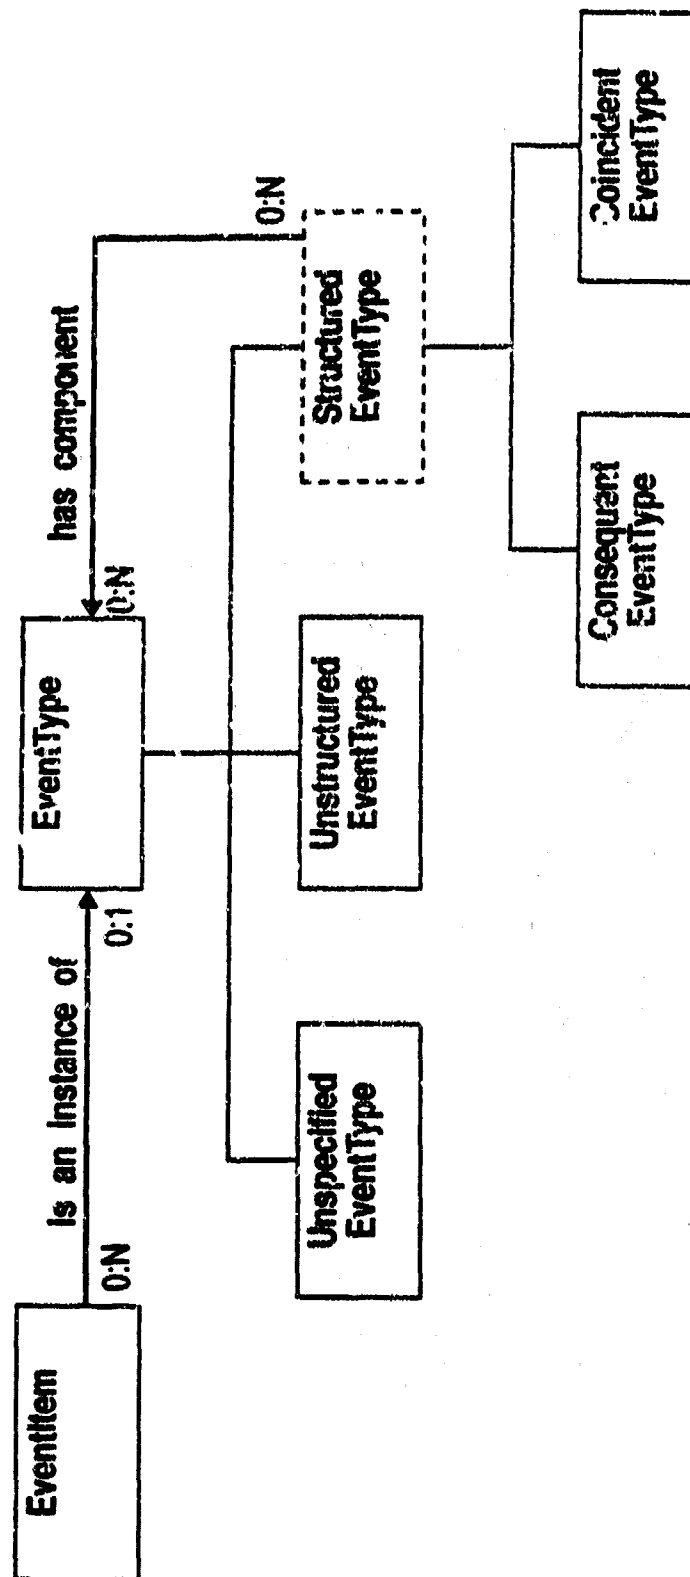 EventItem
0:N
is an instance of
0:1
EventType
0:N
has component
0:N
Unspecified
EventType
Unstructured
EventType
Structured
EventType
Consequent
EventType
Coincident
EventType